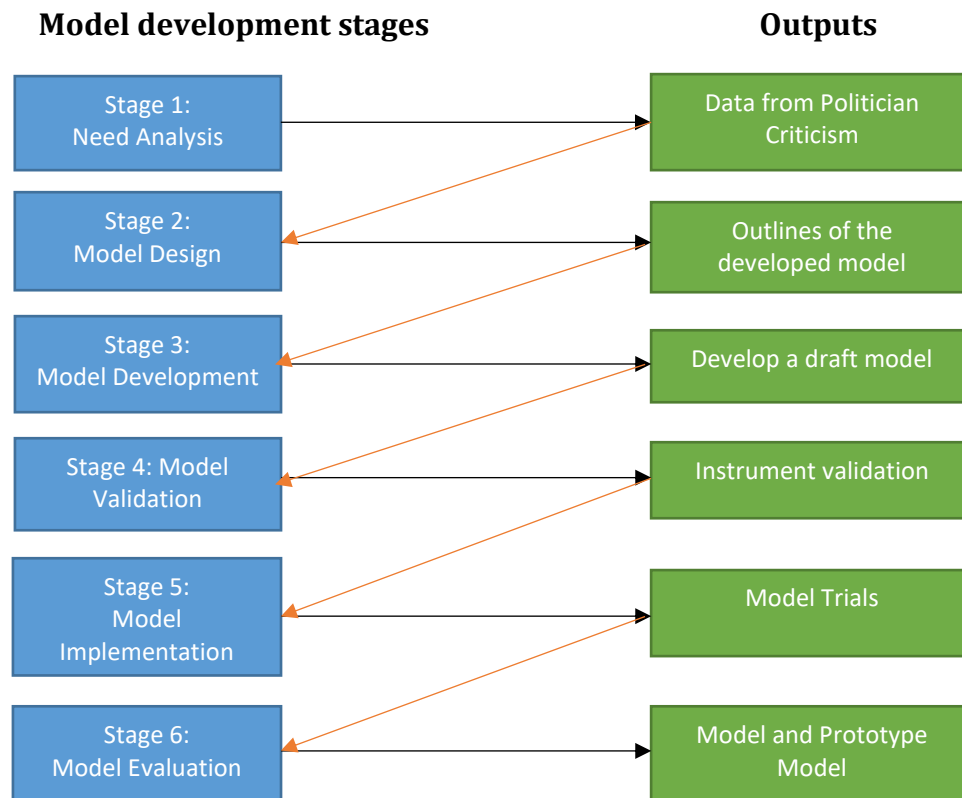 Model development stages
Outputs
Stage 1:
Need Analysis
Data from Politician
Criticism
Stage 2:
Model Design
Outlines of the
developed model
Stage 3:
Model Development
Develop a draft model
Stage 4: Model
Validation
Instrument validation
Stage 5:
Model
Implementation
Model Trials
Stage 6:
Model Evaluation
Model and Prototype
Model